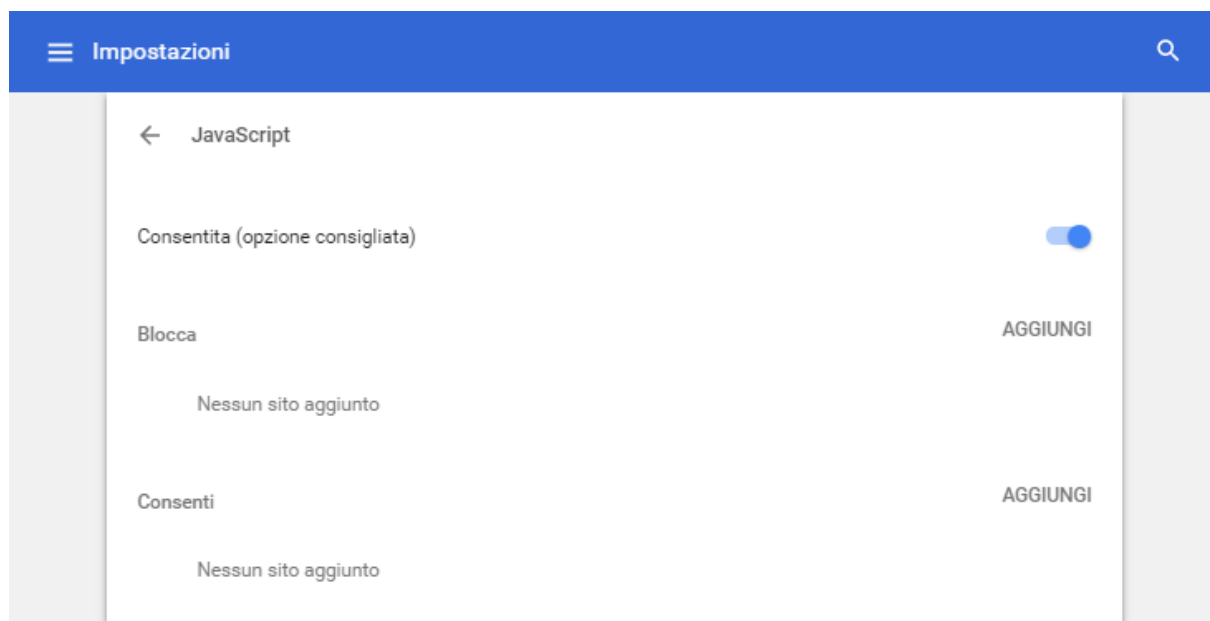 Impostazioni
JavaScript
Consentita (opzione consigliata)
Blocca AGGIUNGI
Nessun sito aggiunto
Consenti AGGIUNGI
Nessun sito aggiunto